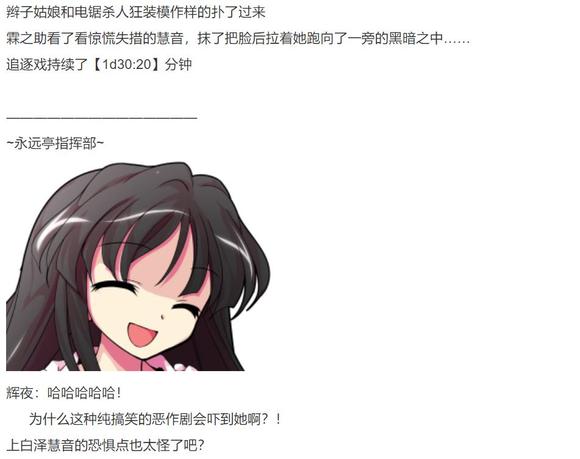 辫子姑娘和电锯杀人狂装模作样的扑了过来
霖之助看了看惊慌失措的慧音，抹了把脸后拉着她跑向了一旁的黑暗之中……
追逐戏持续了【1d30:20】分钟
——————————————
~永远亭指挥部~
辉夜：哈哈哈哈哈！
为什么这种纯搞笑的恶作剧会吓到她啊？！
上白泽慧音的恐惧点也太怪了吧？